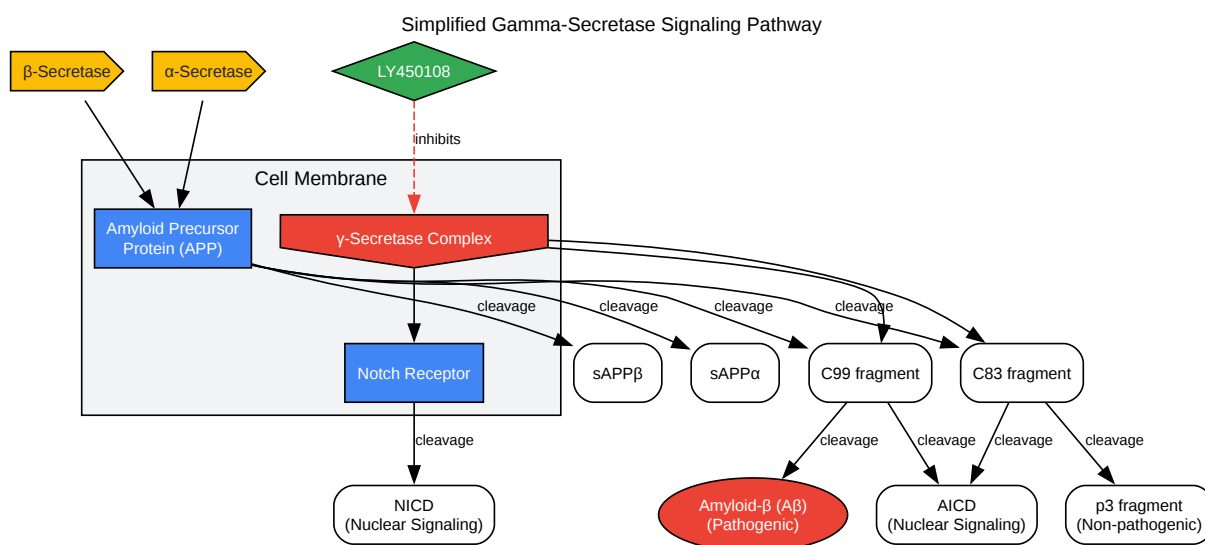 Simplified Gamma-Secretase Signaling Pathway
β-Secretase
α-Secretase
LY450108
inhibits
Cell Membrane
Amyloid Precursor
Protein (APP)
γ-Secretase Complex
cleavage
cleavage
cleavage
cleavage
Notch Receptor
sAPPβ
sAPPα
C99 fragment
C83 fragment
cleavage
cleavage
cleavage
cleavage
cleavage
NICD
(Nuclear Signaling)
Amyloid-β (Aβ)
(Pathogenic)
AICD
(Nuclear Signaling)
p3 fragment
(Non-pathogenic)